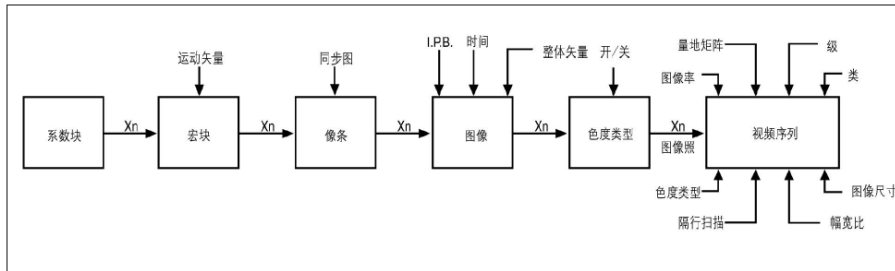 I.P.B. 时间
整体矢量 开/关
量地矩阵 级
运动矢量 同步图
图像率 类
系数块 Xn 宏块 Xn 像条 Xn 图像 Xn 色度类型 Xn 视频序列
图像照
色度类型 图像尺寸
隔行扫描 幅宽比